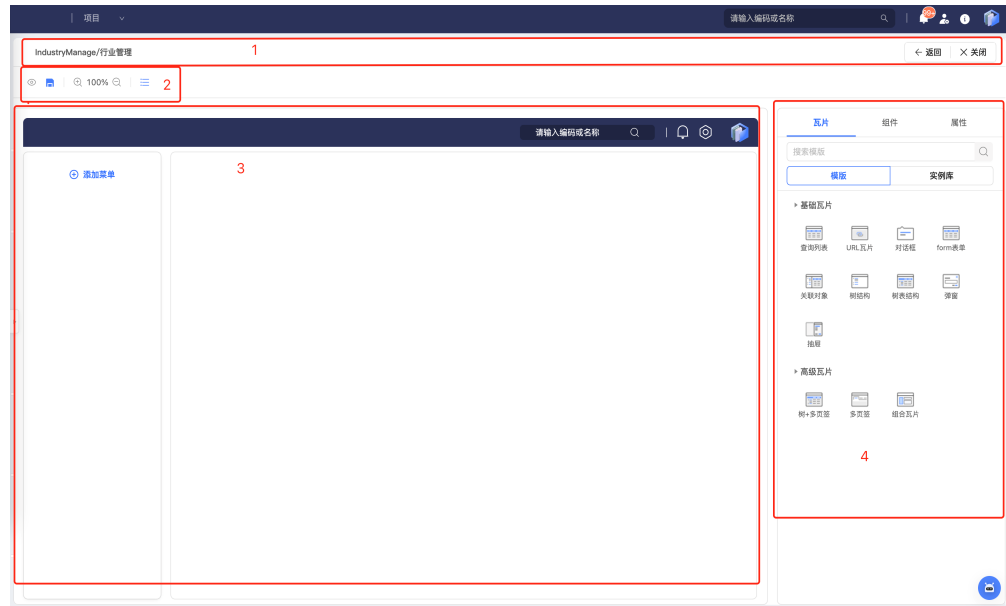 项目
请输入编码或名称
99+
IndustryManage/行业管理
1
返回
关闭
100%
2
请输入编码或名称
添加菜单
3
瓦片
组件
属性
搜索模版
模版
实例库
基础瓦片
查询列表
URL瓦片
对话框
form表单
关联对象
树结构
树表结构
弹窗
抽屉
高级瓦片
树+多页签
多页签
组合瓦片
4